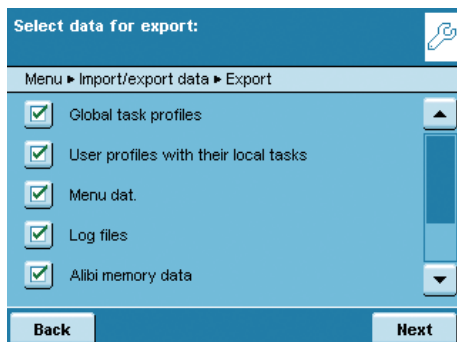 Select data for export:
Menu ▸ Import/export data ▸ Export
Global task profiles
User profiles with their local tasks
Menu dat.
Log files
Alibi memory data
Back
Next